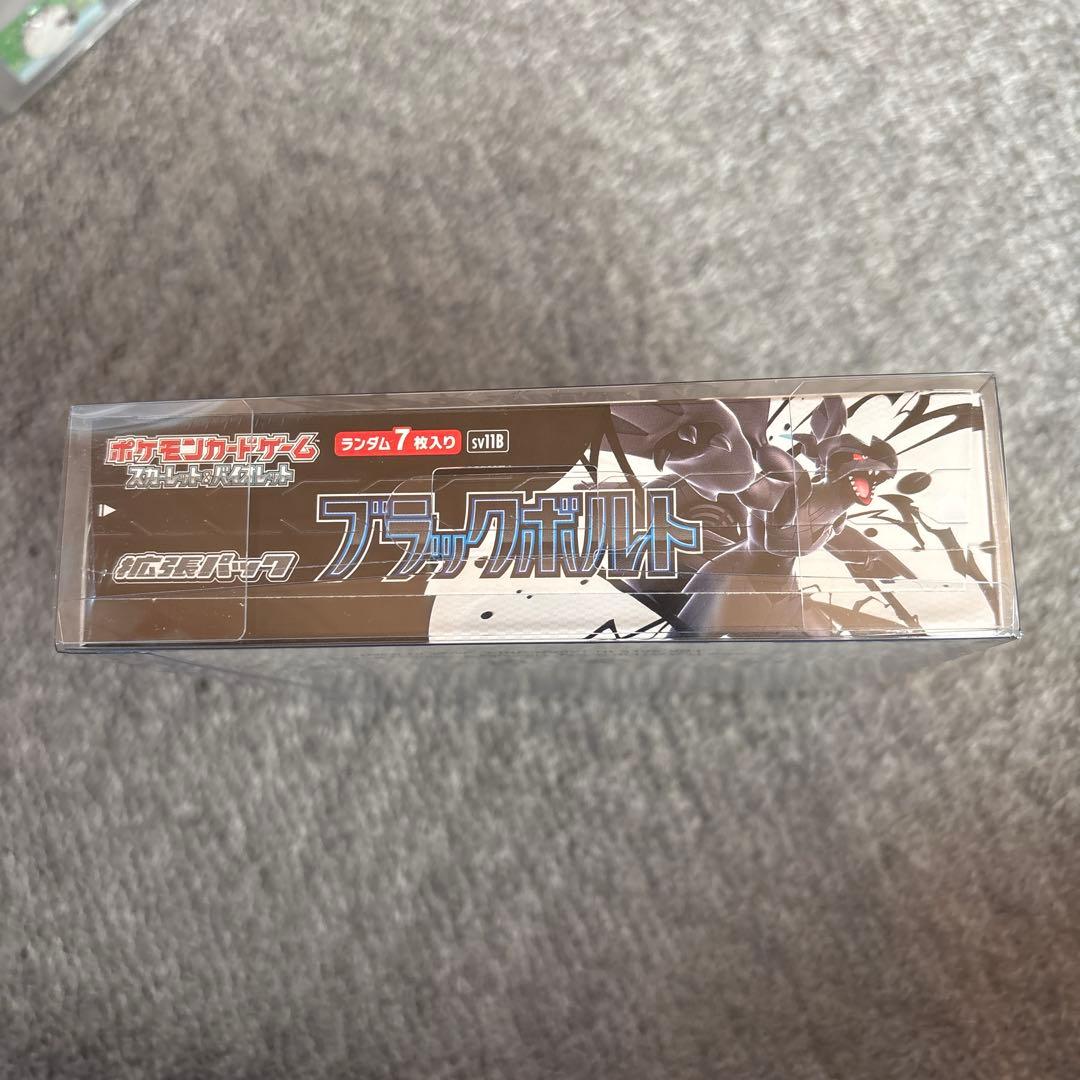 ポケモンカードゲーム
スカーレット&バイオレット
ランダム7枚入り sv11B
拡張パック ブラックボルト